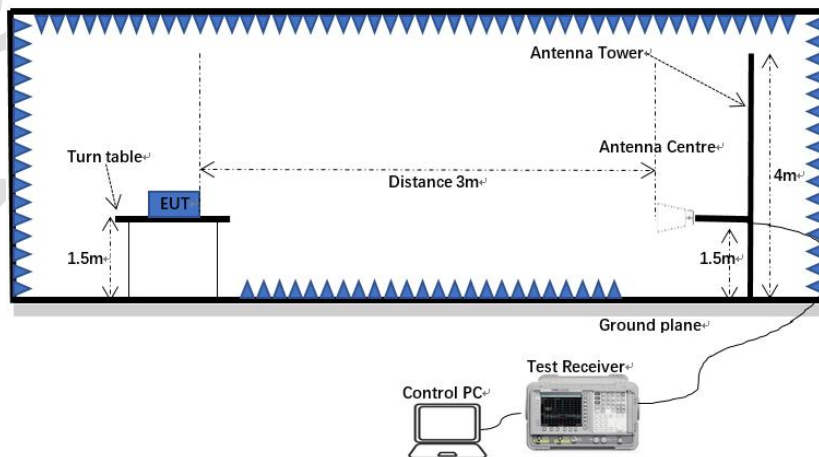 Antenna Tower
Turn table
Antenna Centre
Distance 3m
4m
EUT
1.5m
1.5m
Ground plane
Test Receiver
Control PC